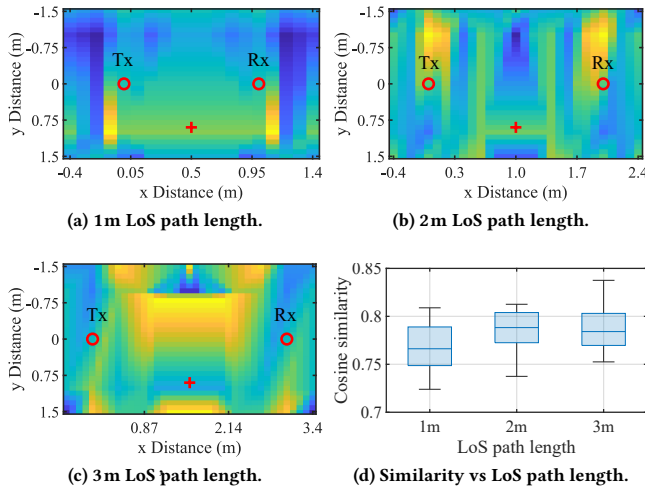 -1.5
-0.75
0
0.75
1.5
y Distance (m)
Tx
Rx
-0.4
0.05
0.5
0.95
1.4
x Distance (m)
(a) 1m LoS path length.
-1.5
-0.75
0
0.75
1.5
y Distance (m)
Tx
Rx
-0.4
0.3
1.0
1.7
2.4
x Distance (m)
(b) 2m LoS path length.
-1.5
-0.75
0
0.75
1.5
y Distance (m)
Tx
Rx
0.87
2.14
3.4
x Distance (m)
(c) 3m LoS path length.
0.85
0.8
0.75
0.7
Cosine similarity
1m
2m
3m
LoS path length
(d) Similarity vs LoS path length.